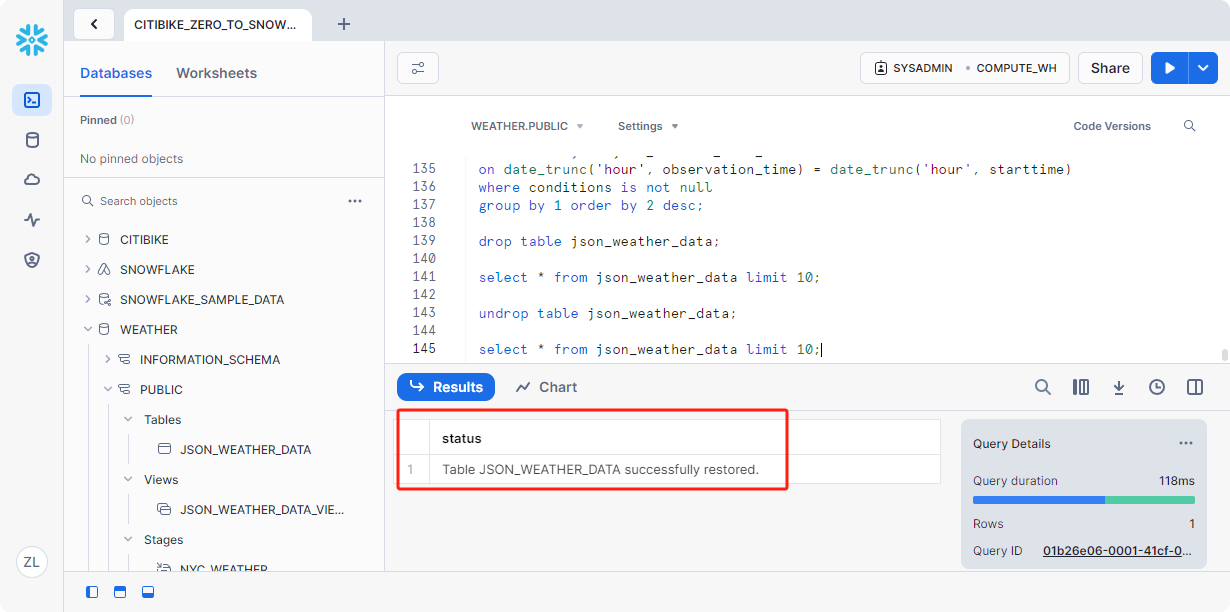 CITIBIKE_ZERO_TO_SNOW...
Databases
Worksheets
Pinned (0)
No pinned objects
Search objects
CITIBIKE
SNOWFLAKE
SNOWFLAKE_SAMPLE_DATA
WEATHER
INFORMATION_SCHEMA
PUBLIC
Tables
JSON_WEATHER_DATA
Views
JSON_WEATHER_DATA_VIE...
Stages
NYC_WEATHER
ZL
SYSADMIN
COMPUTE_WH
Share
WEATHER.PUBLIC
Settings
Code Versions
135 on date_trunc('hour', observation_time) = date_trunc('hour', starttime)
136 where conditions is not null
137 group by 1 order by 2 desc;
138
139 drop table json_weather_data;
140
141 select * from json_weather_data limit 10;
142
143 undrop table json_weather_data;
144
145 select * from json_weather_data limit 10;
Results
Chart
status
1 Table JSON_WEATHER_DATA successfully restored.
Query Details
Query duration 118ms
Rows 1
Query ID 01b26e06-0001-41cf-0...